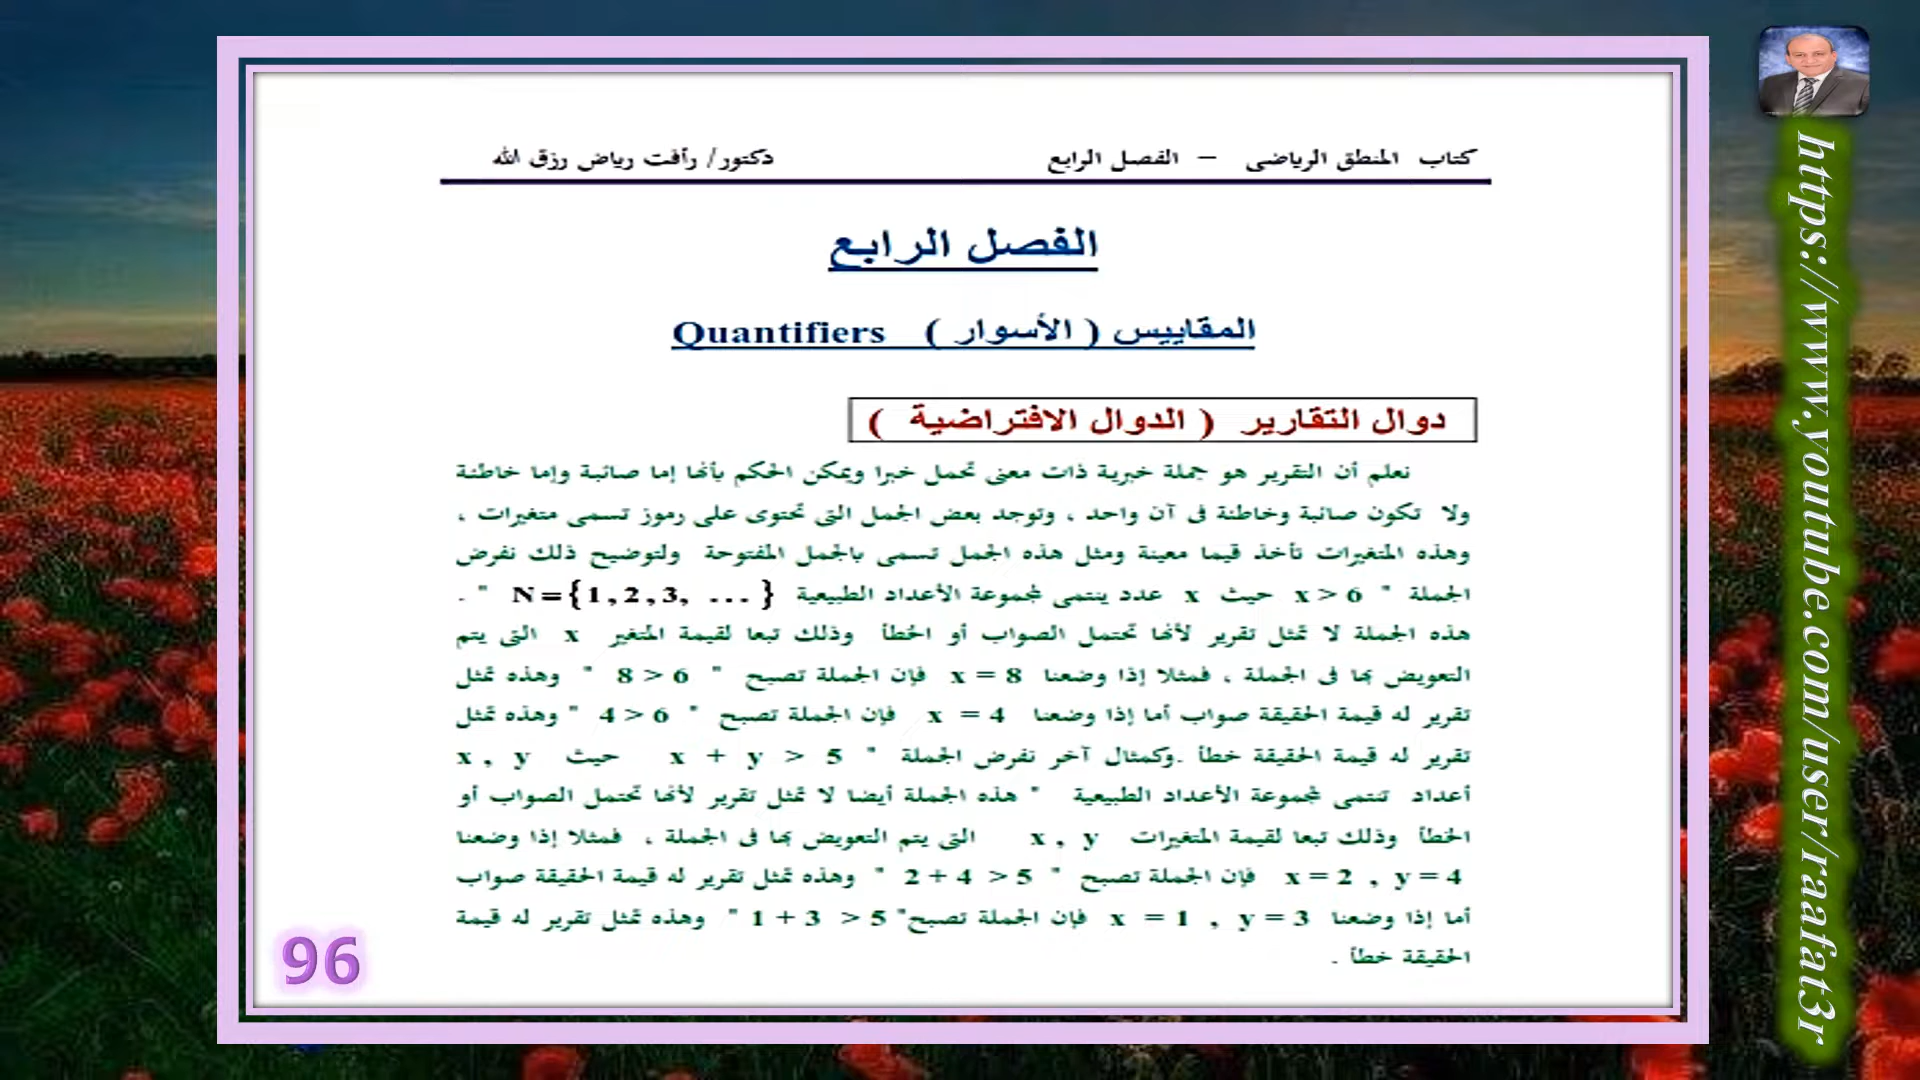 كتاب المنطق الرياضى – الفصل الرابع دكتور/ رأفت رياض رزق الله
الفصل الرابع
المقاييس ( الأسوار ) Quantifiers
دوال التقارير ( الدوال الافتراضية )
نعلم أن التقرير هو جملة خبرية ذات معنى تحمل خبرا ويمكن الحكم بأنها إما صائبة وإما خاطئة
ولا تكون صائبة وخاطئة فى آن واحد ، وتوجد بعض الجمل التى تحتوى على رموز تسمى متغيرات ،
وهذه المتغيرات تأخذ قيما معينة ومثل هذه الجمل تسمى بالجمل المفتوحة ولتوضيح ذلك نفرض
الجملة " x > 6 حيث x عدد ينتمى لمجموعة الأعداد الطبيعية N={1,2,3, ...} " .
هذه الجملة لا تمثل تقرير لأنها تحتمل الصواب أو الخطأ وذلك تبعا لقيمة المتغير x التى يتم
التعويض بها فى الجملة ، فمثلا إذا وضعنا x = 8 فإن الجملة تصبح " 8 > 6 " وهذه تمثل
تقرير له قيمة الحقيقة صواب أما إذا وضعنا x = 4 فإن الجملة تصبح " 4 > 6 " وهذه تمثل
تقرير له قيمة الحقيقة خطأ .وكمثال آخر نفرض الجملة " x + y > 5 حيث x , y
أعداد تنتمى لمجموعة الأعداد الطبيعية " هذه الجملة أيضا لا تمثل تقرير لأنها تحتمل الصواب أو
الخطأ وذلك تبعا لقيمة المتغيرات x , y التى يتم التعويض بها فى الجملة ، فمثلا إذا وضعنا
x = 2 , y = 4 فإن الجملة تصبح " 2 + 4 > 5 " وهذه تمثل تقرير له قيمة الحقيقة صواب
أما إذا وضعنا x = 1 , y = 3 فإن الجملة تصبح" 1 + 3 > 5 " وهذه تمثل تقرير له قيمة
الحقيقة خطأ .
96
https://www.youtube.com/user/raafat3r